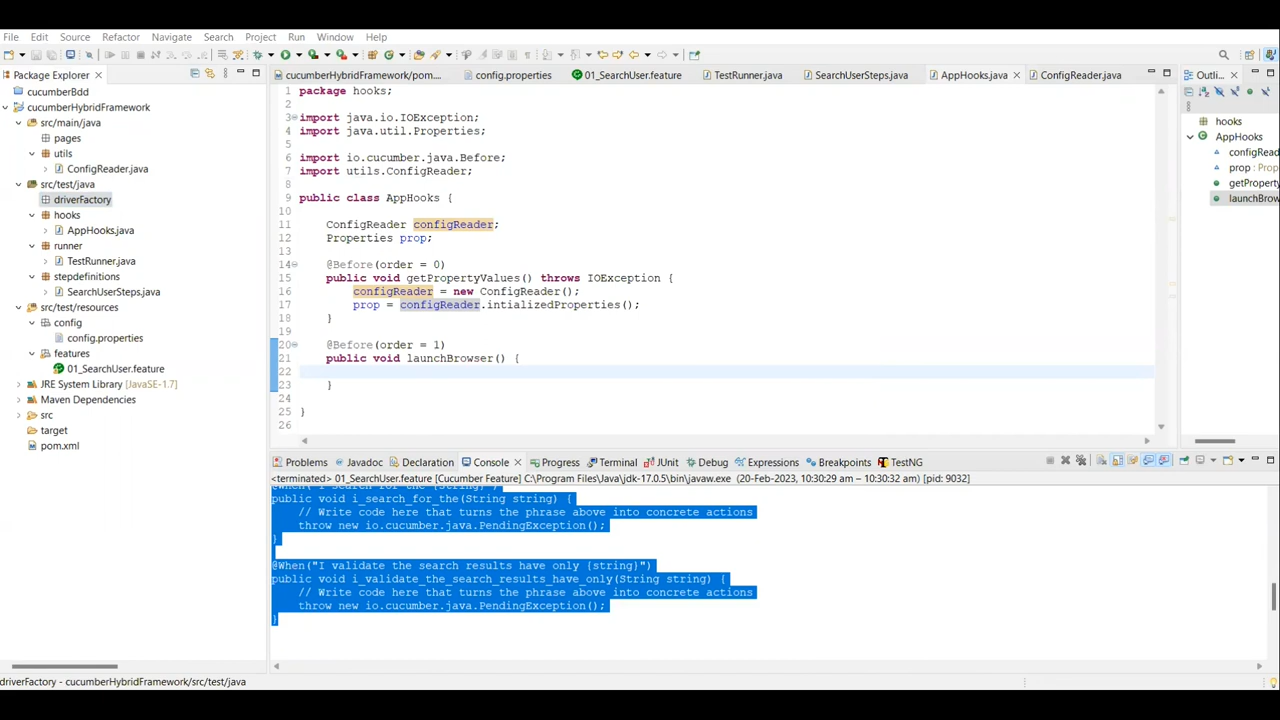 File Edit Source Refactor Navigate Search Project Run Window Help
Package Explorer
cucumberBdd
cucumberHybridFramework
src/main/java
pages
utils
ConfigReader.java
src/test/java
driverFactory
hooks
AppHooks.java
runner
TestRunner.java
stepdefinitions
SearchUserSteps.java
src/test/resources
config
config.properties
features
01_SearchUser.feature
JRE System Library [JavaSE-1.7]
Maven Dependencies
src
target
pom.xml
cucumberHybridFramework/pom.... config.properties 01_SearchUser.feature TestRunner.java SearchUserSteps.java AppHooks.java ConfigReader.java
1 package hooks;
2
3 import java.io.IOException;
4 import java.util.Properties;
5
6 import io.cucumber.java.Before;
7 import utils.ConfigReader;
8
9 public class AppHooks {
10
11 ConfigReader configReader;
12 Properties prop;
13
14 @Before(order = 0)
15 public void getPropertyValues() throws IOException {
16 configReader = new ConfigReader();
17 prop = configReader.intializedProperties();
18 }
19
20 @Before(order = 1)
21 public void launchBrowser() {
22
23 }
24
25 }
26
Outli...
hooks
AppHooks
configRead
prop : Prop
getProperty
launchBrow
Problems Javadoc Declaration Console Progress Terminal JUnit Debug Expressions Breakpoints TestNG
<terminated> 01_SearchUser.feature [Cucumber Feature] C:\Program Files\Java\jdk-17.0.5\bin\javaw.exe (20-Feb-2023, 10:30:29 am – 10:30:32 am) [pid: 9032]
@When("I search for the {string}")
public void i_search_for_the(String string) {
// Write code here that turns the phrase above into concrete actions
throw new io.cucumber.java.PendingException();
}
@When("I validate the search results have only {string}")
public void i_validate_the_search_results_have_only(String string) {
// Write code here that turns the phrase above into concrete actions
throw new io.cucumber.java.PendingException();
}
driverFactory - cucumberHybridFramework/src/test/java